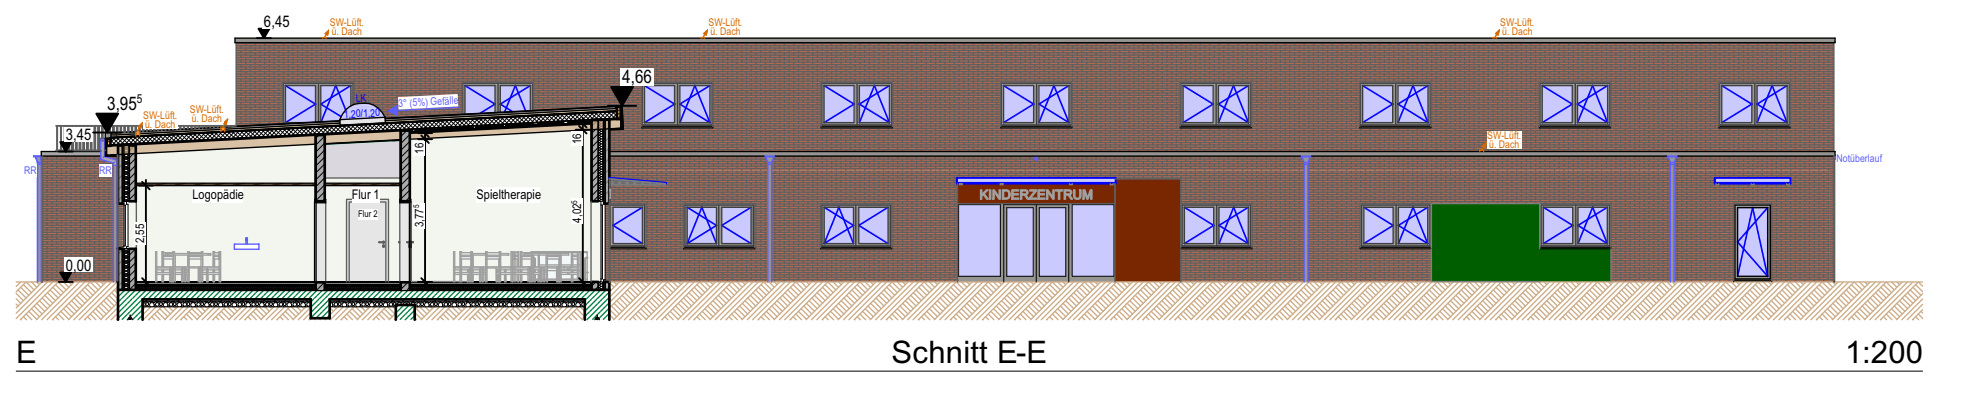 6,45
SW-Lüft.
ü. Dach
SW-Lüft.
ü. Dach
SW-Lüft.
ü. Dach
4,66
LK
1,20/1,20
3° (5%) Gefälle
3,95⁵
SW-Lüft.
ü. Dach
SW-Lüft.
ü. Dach
3,45
SW-Lüft.
ü. Dach
RR
RR
Notüberlauf
16
16
Logopädie
Flur 1
Spieltherapie
KINDERZENTRUM
Flur 2
2,55
3,77⁵
4,02⁵
0,00
E
Schnitt E-E
1:200